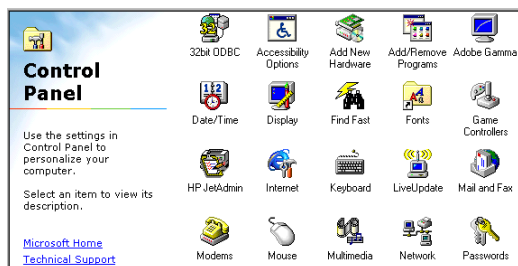 Control
Panel
Use the settings in
Control Panel to
personalize your
computer.
Select an item to view its
description.
Microsoft Home
Technical Support
32bit ODBC
Accessibility
Options
Add New
Hardware
Add/Remove
Programs
Adobe Gamma
Date/Time
Display
Find Fast
Fonts
Game
Controllers
HP JetAdmin
Internet
Keyboard
LiveUpdate
Mail and Fax
Modems
Mouse
Multimedia
Network
Passwords